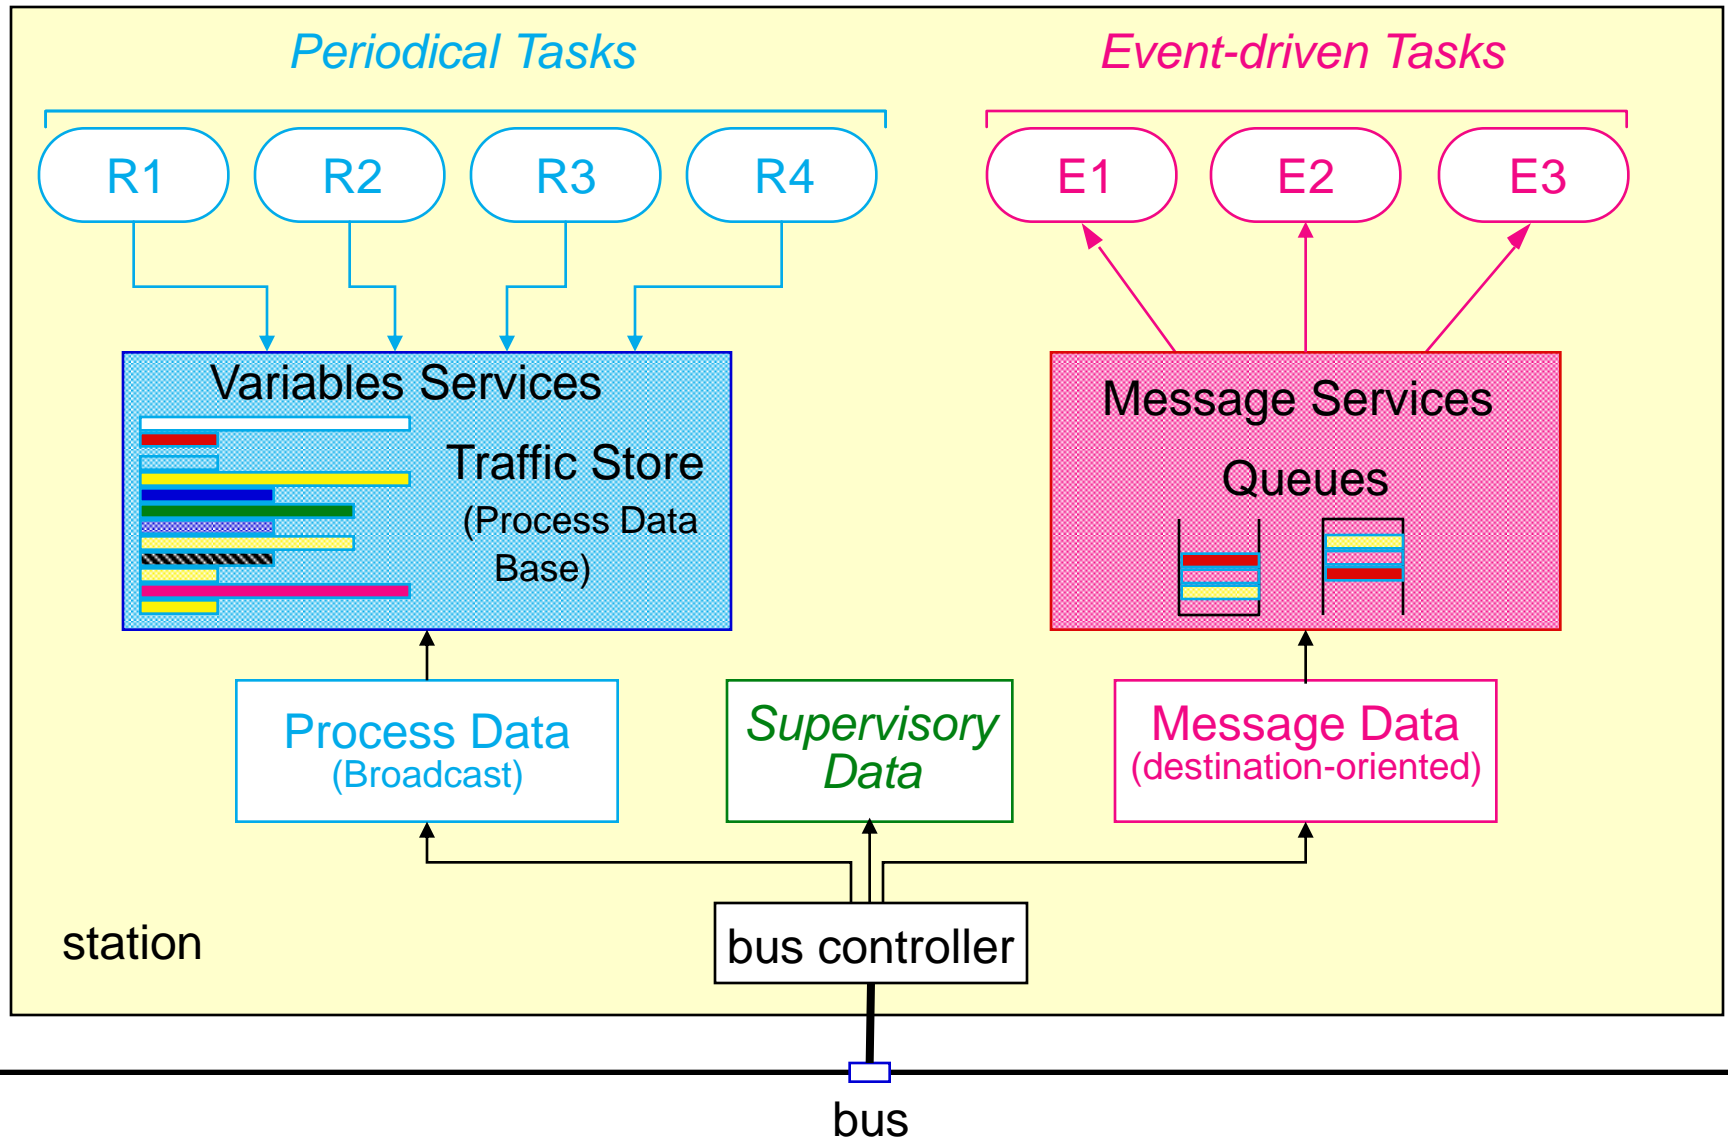 Periodical Tasks
Event-driven Tasks
R1
R2
R3
R4
E1
E2
E3
Variables Services
Traffic Store
(Process Data
Base)
Message Services
Queues
Process Data
(Broadcast)
Supervisory
Data
Message Data
(destination-oriented)
station
bus controller
bus